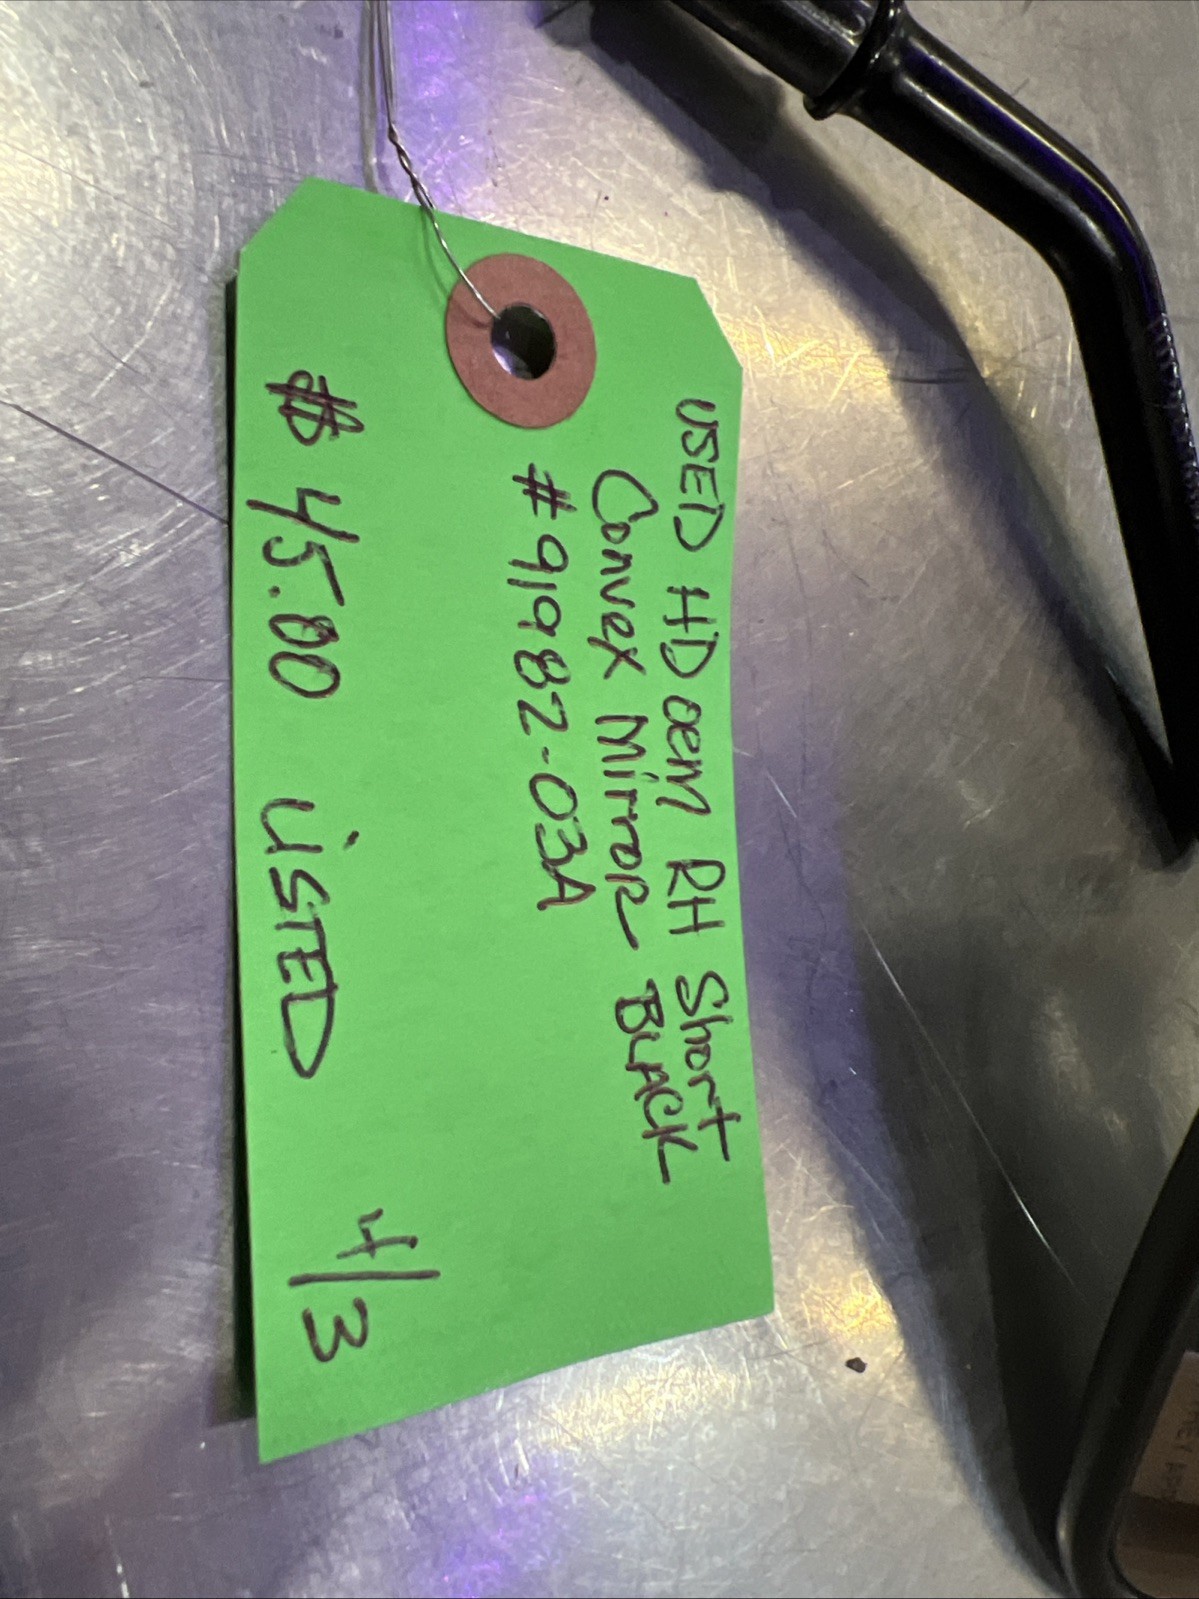 USED HD oem RH Short
Convex Mirror BLACK
#91982-03A
$45.00 LISTED 4/3